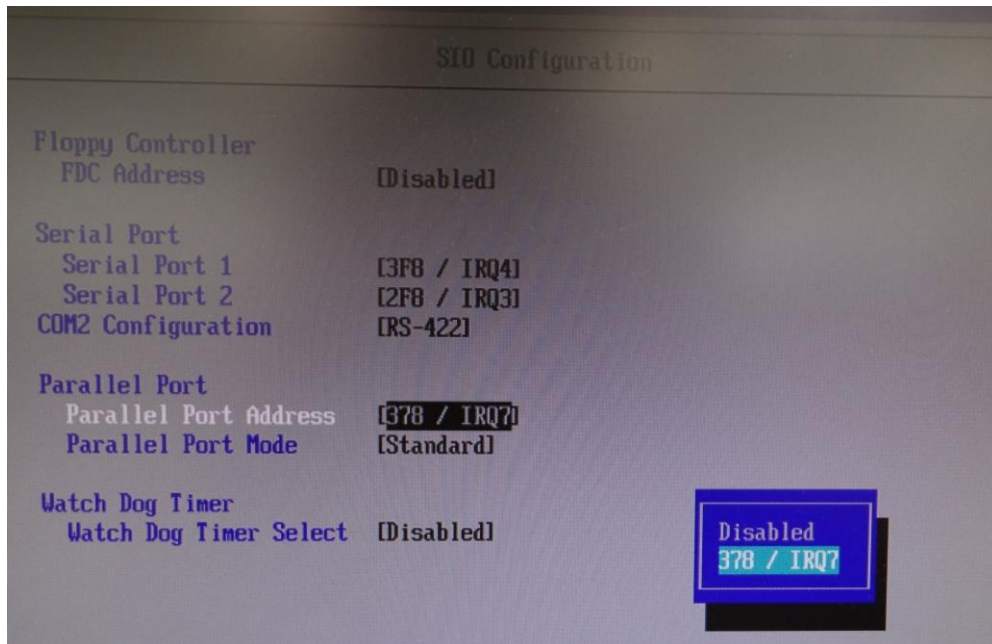 SIO Configuration
Floppy Controller
FDC Address [Disabled]
Serial Port
Serial Port 1 [3F8 / IRQ4]
Serial Port 2 [2F8 / IRQ3]
COM2 Configuration [RS-422]
Parallel Port
Parallel Port Address [378 / IRQ7]
Parallel Port Mode [Standard]
Watch Dog Timer
Watch Dog Timer Select [Disabled]
Disabled
378 / IRQ7